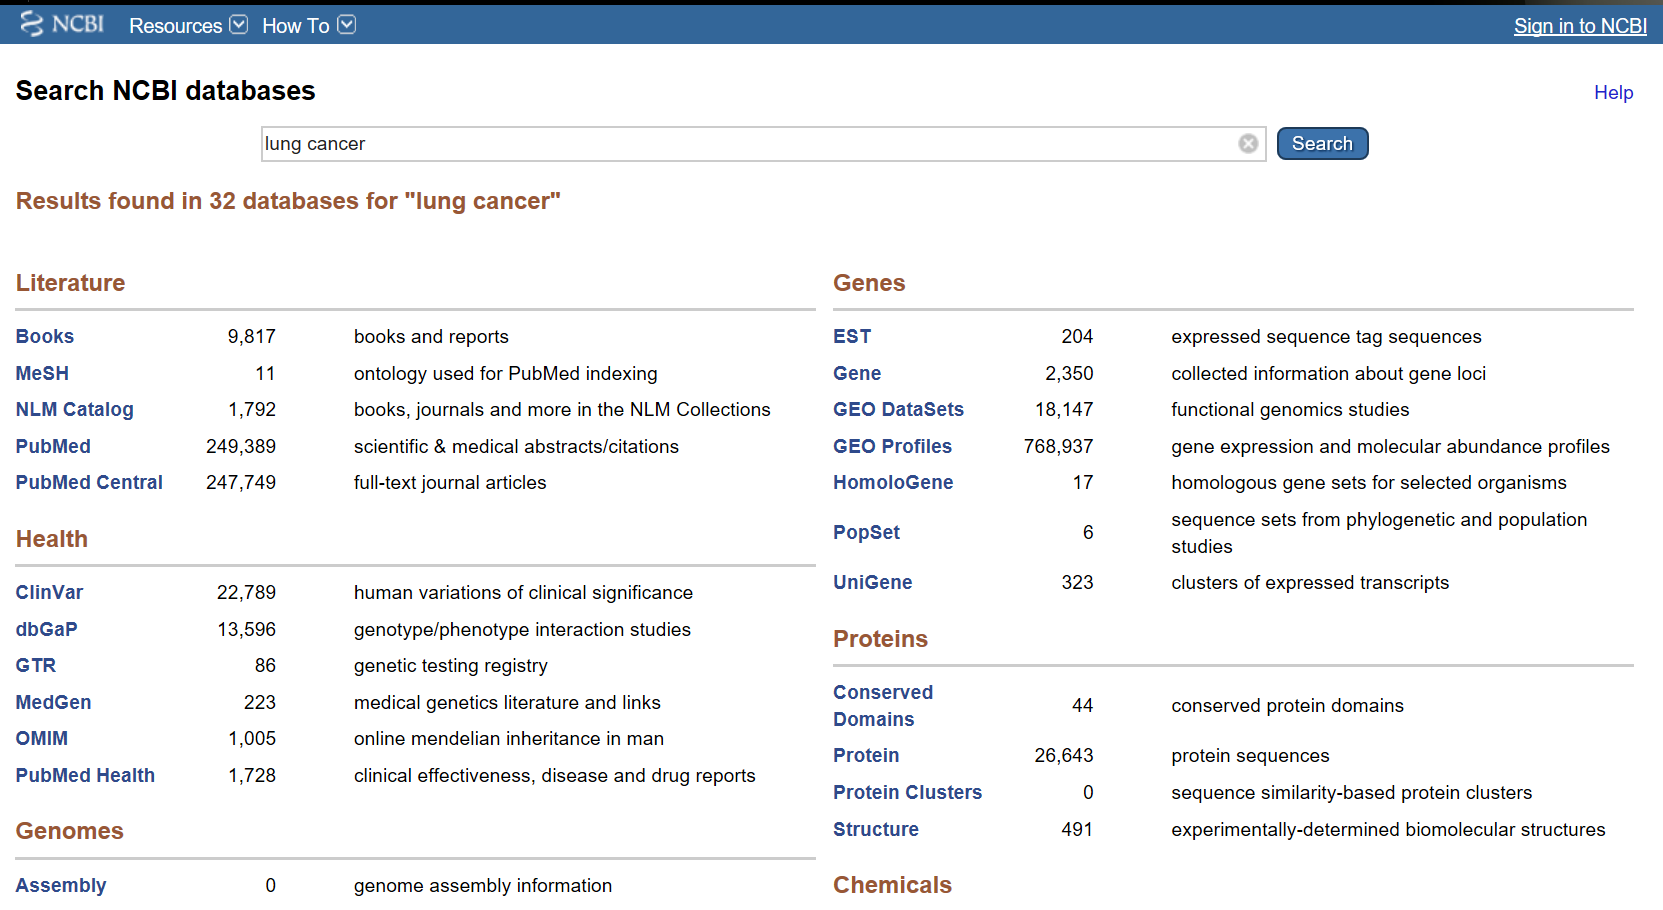 NCBI Resources How To Sign in to NCBI
Search NCBI databases Help
lung cancer Search
Results found in 32 databases for "lung cancer"
Literature
Books 9,817 books and reports
MeSH 11 ontology used for PubMed indexing
NLM Catalog 1,792 books, journals and more in the NLM Collections
PubMed 249,389 scientific & medical abstracts/citations
PubMed Central 247,749 full-text journal articles
Health
ClinVar 22,789 human variations of clinical significance
dbGaP 13,596 genotype/phenotype interaction studies
GTR 86 genetic testing registry
MedGen 223 medical genetics literature and links
OMIM 1,005 online mendelian inheritance in man
PubMed Health 1,728 clinical effectiveness, disease and drug reports
Genomes
Assembly 0 genome assembly information
Genes
EST 204 expressed sequence tag sequences
Gene 2,350 collected information about gene loci
GEO DataSets 18,147 functional genomics studies
GEO Profiles 768,937 gene expression and molecular abundance profiles
HomoloGene 17 homologous gene sets for selected organisms
PopSet 6 sequence sets from phylogenetic and population
studies
UniGene 323 clusters of expressed transcripts
Proteins
Conserved
Domains 44 conserved protein domains
Protein 26,643 protein sequences
Protein Clusters 0 sequence similarity-based protein clusters
Structure 491 experimentally-determined biomolecular structures
Chemicals